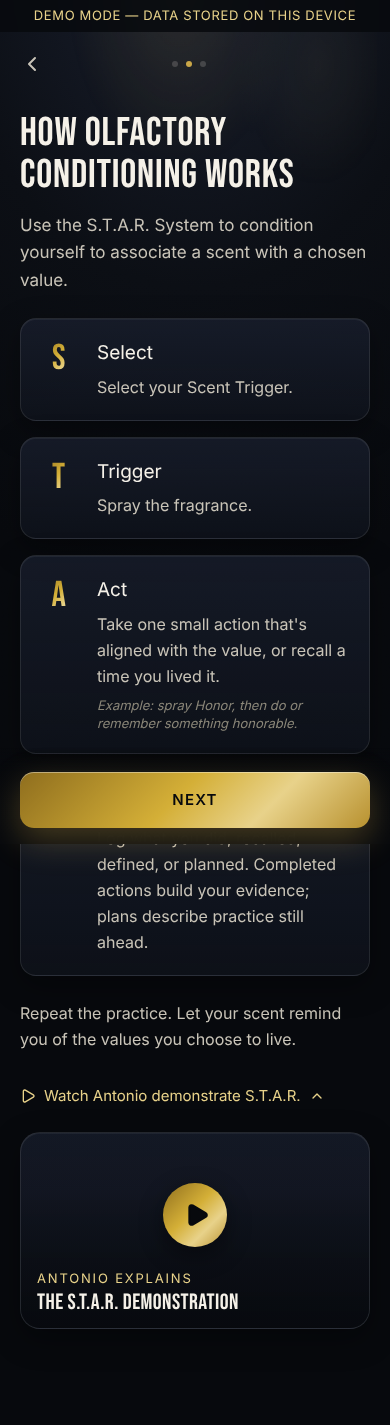 DEMO MODE — DATA STORED ON THIS DEVICE
HOW OLFACTORY
CONDITIONING WORKS
Use the S.T.A.R. System to condition
yourself to associate a scent with a chosen
value.
S
Select
Select your Scent Trigger.
T
Trigger
Spray the fragrance.
A
Act
Take one small action that's
aligned with the value, or recall a
time you lived it.
Example: spray Honor, then do or
remember something honorable.
NEXT
defined, or planned. Completed
actions build your evidence;
plans describe practice still
ahead.
Repeat the practice. Let your scent remind
you of the values you choose to live.
Watch Antonio demonstrate S.T.A.R.
ANTONIO EXPLAINS
THE S.T.A.R. DEMONSTRATION